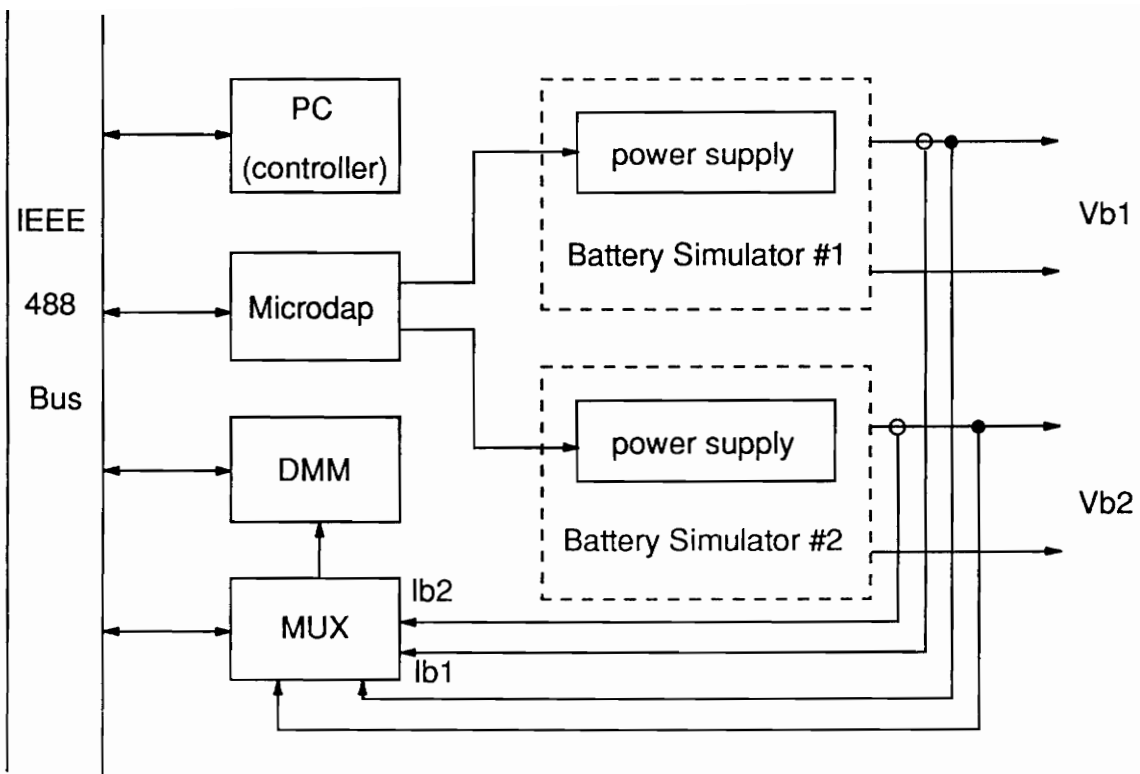 IEEE
488
Bus
PC
(controller)
Microdap
DMM
MUX
power supply
Battery Simulator #1
power supply
Battery Simulator #2
Vb1
Vb2
Ib2
Ib1